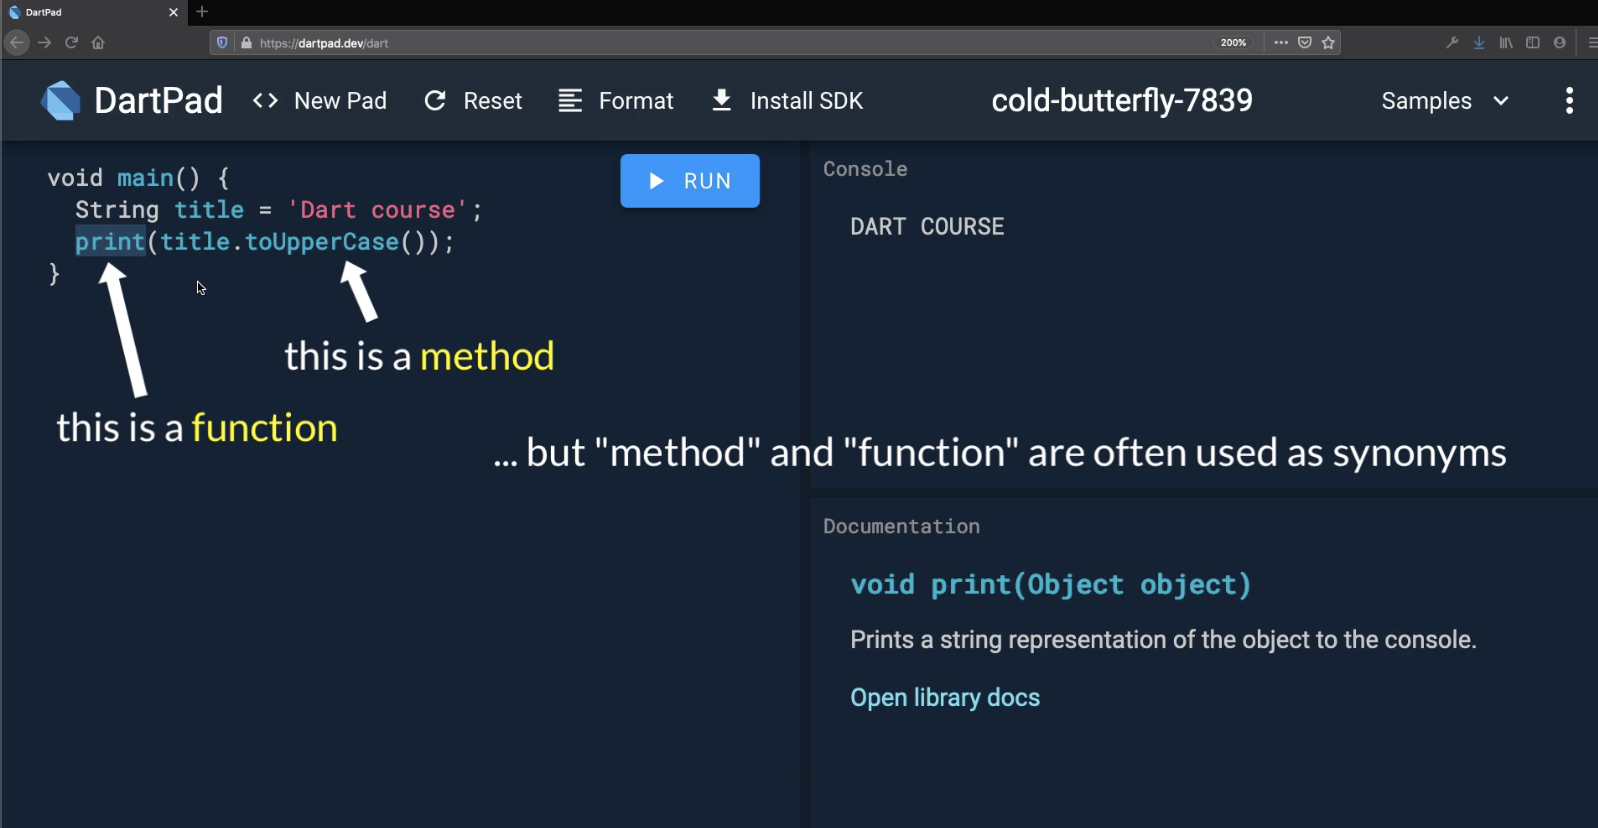 DartPad
https://dartpad.dev/dart
200%
DartPad
New Pad
Reset
Format
Install SDK
cold-butterfly-7839
Samples
void main() {
String title = 'Dart course';
print(title.toUpperCase());
}
RUN
this is a method
this is a function
... but "method" and "function" are often used as synonyms
Console
DART COURSE
Documentation
void print(Object object)
Prints a string representation of the object to the console.
Open library docs